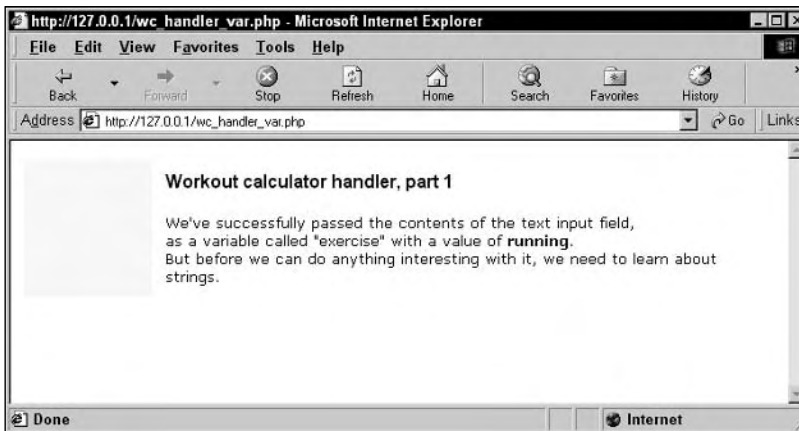 http://127.0.0.1/wc_handler_var.php - Microsoft Internet Explorer
File Edit View Favorites Tools Help
Back Forward Stop Refresh Home Search Favorites History
Address http://127.0.0.1/wc_handler_var.php Go Links
Workout calculator handler, part 1
We've successfully passed the contents of the text input field,
as a variable called "exercise" with a value of running.
But before we can do anything interesting with it, we need to learn about
strings.
Done Internet